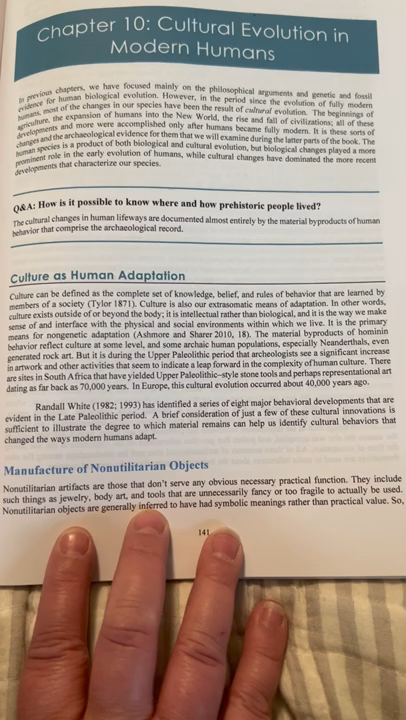 Chapter 10: Cultural Evolution in
Modern Humans
In previous chapters, we have focused mainly on the philosophical arguments and genetic and fossil
evidence for human biological evolution. However, in the period since the evolution of fully modern
humans, most of the changes in our species have been the result of cultural evolution. The beginnings of
agriculture, the expansion of humans into the New World, the rise and fall of civilizations; all of these
developments and more were accomplished only after humans became fully modern. It is these sorts of
changes and the archaeological evidence for them that we will examine during the latter parts of the book. The
human species is a product of both biological and cultural evolution, but biological changes played a more
prominent role in the early evolution of humans, while cultural changes have dominated the more recent
developments that characterize our species.
Q&A: How is it possible to know where and how prehistoric people lived?
The cultural changes in human lifeways are documented almost entirely by the material byproducts of human
behavior that comprise the archaeological record.
Culture as Human Adaptation
Culture can be defined as the complete set of knowledge, belief, and rules of behavior that are learned by
members of a society (Tylor 1871). Culture is also our extrasomatic means of adaptation. In other words,
culture exists outside of or beyond the body; it is intellectual rather than biological, and it is the way we make
sense of and interface with the physical and social environments within which we live. It is the primary
means for nongenetic adaptation (Ashmore and Sharer 2010, 18). The material byproducts of hominin
behavior reflect culture at some level, and some archaic human populations, especially Neanderthals, even
generated rock art. But it is during the Upper Paleolithic period that archeologists see a significant increase
in artwork and other activities that seem to indicate a leap forward in the complexity of human culture. There
are sites in South Africa that have yielded Upper Paleolithic-style stone tools and perhaps representational art
dating as far back as 70,000 years. In Europe, this cultural evolution occurred about 40,000 years ago.
Randall White (1982; 1993) has identified a series of eight major behavioral developments that are
evident in the Late Paleolithic period. A brief consideration of just a few of these cultural innovations is
sufficient to illustrate the degree to which material remains can help us identify cultural behaviors that
changed the ways modern humans adapt.
Manufacture of Nonutilitarian Objects
Nonutilitarian artifacts are those that don't serve any obvious necessary practical function. They include
such things as jewelry, body art, and tools that are unnecessarily fancy or too fragile to actually be used.
Nonutilitarian objects are generally inferred to have had symbolic meanings rather than practical value. So,
141